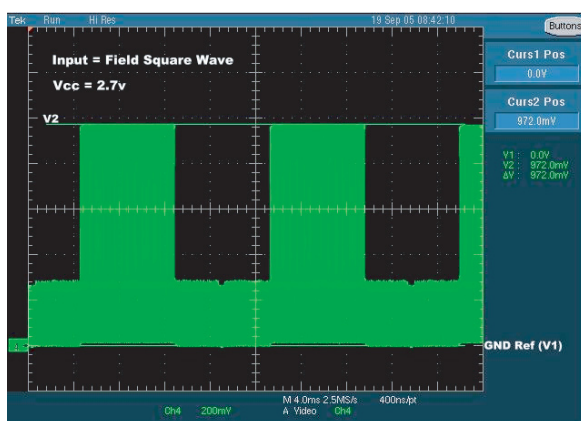 Tek Run Hi Res 19 Sep 05 08:42:10
Buttons
Input = Field Square Wave
Vcc = 2.7v
V2
Curs1 Pos
0.0V
Curs2 Pos
972.0mV
V1 : 0.0V
V2 : 972.0mV
ΔV : 972.0mV
GND Ref (V1)
M 4.0ms 2.5MS/s 400ns/pt
Ch4 200mV A Video Ch4